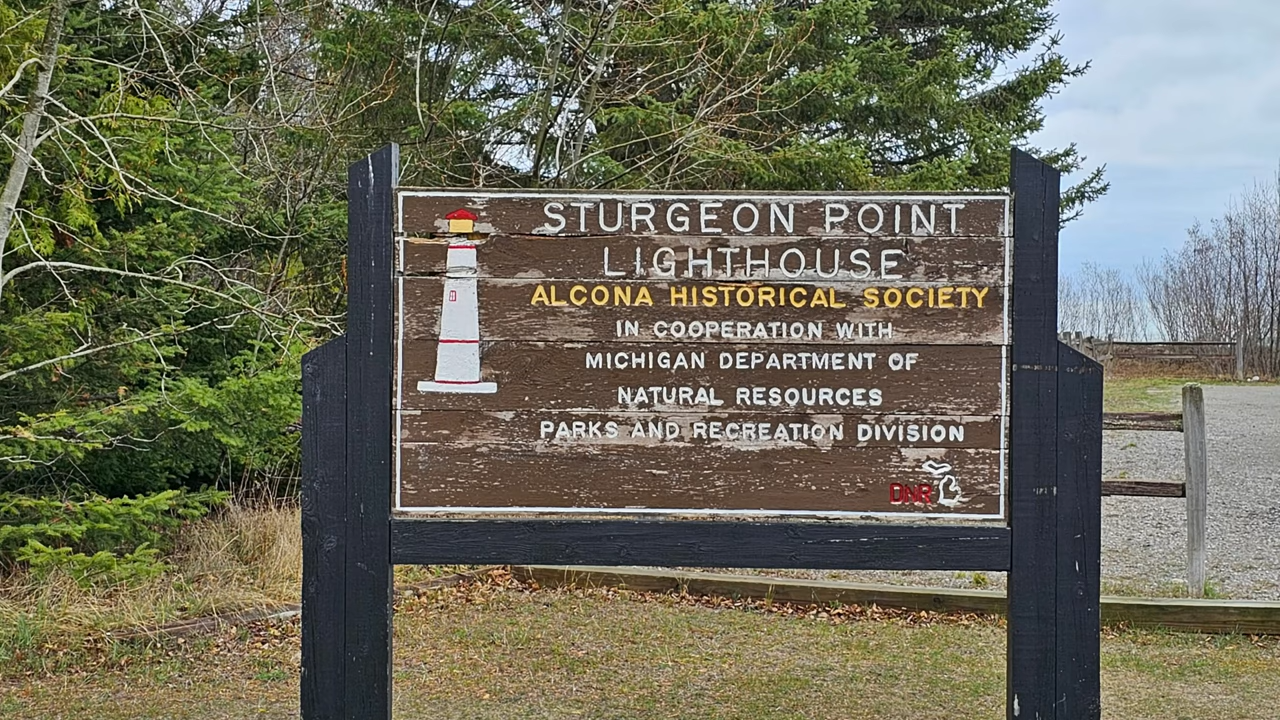 STURGEON POINT
LIGHTHOUSE
ALCONA HISTORICAL SOCIETY
IN COOPERATION WITH
MICHIGAN DEPARTMENT OF
NATURAL RESOURCES
PARKS AND RECREATION DIVISION
DNR